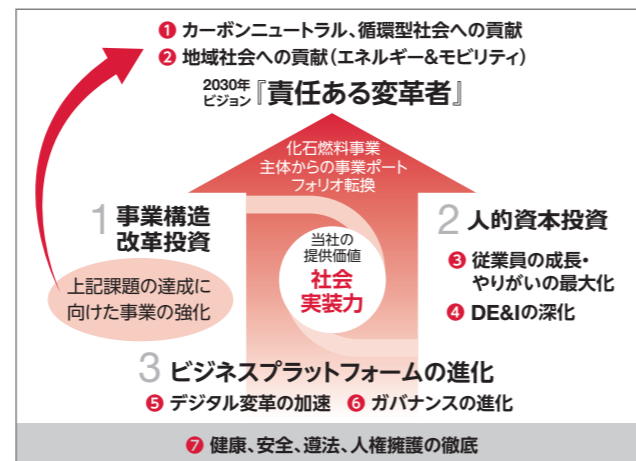 ❶ カーボンニュートラル、循環型社会への貢献
❷ 地域社会への貢献（エネルギー&モビリティ）
2030年
ビジョン『責任ある変革者』
化石燃料事業
主体からの事業ポート
フォリオ転換
1 事業構造
改革投資
上記課題の達成に
向けた事業の強化
当社の
提供価値
社会
実装力
2 人的資本投資
❸ 従業員の成長・
やりがいの最大化
❹ DE&Iの深化
3 ビジネスプラットフォームの進化
❺ デジタル変革の加速 ❻ ガバナンスの進化
❼ 健康、安全、遵法、人権擁護の徹底